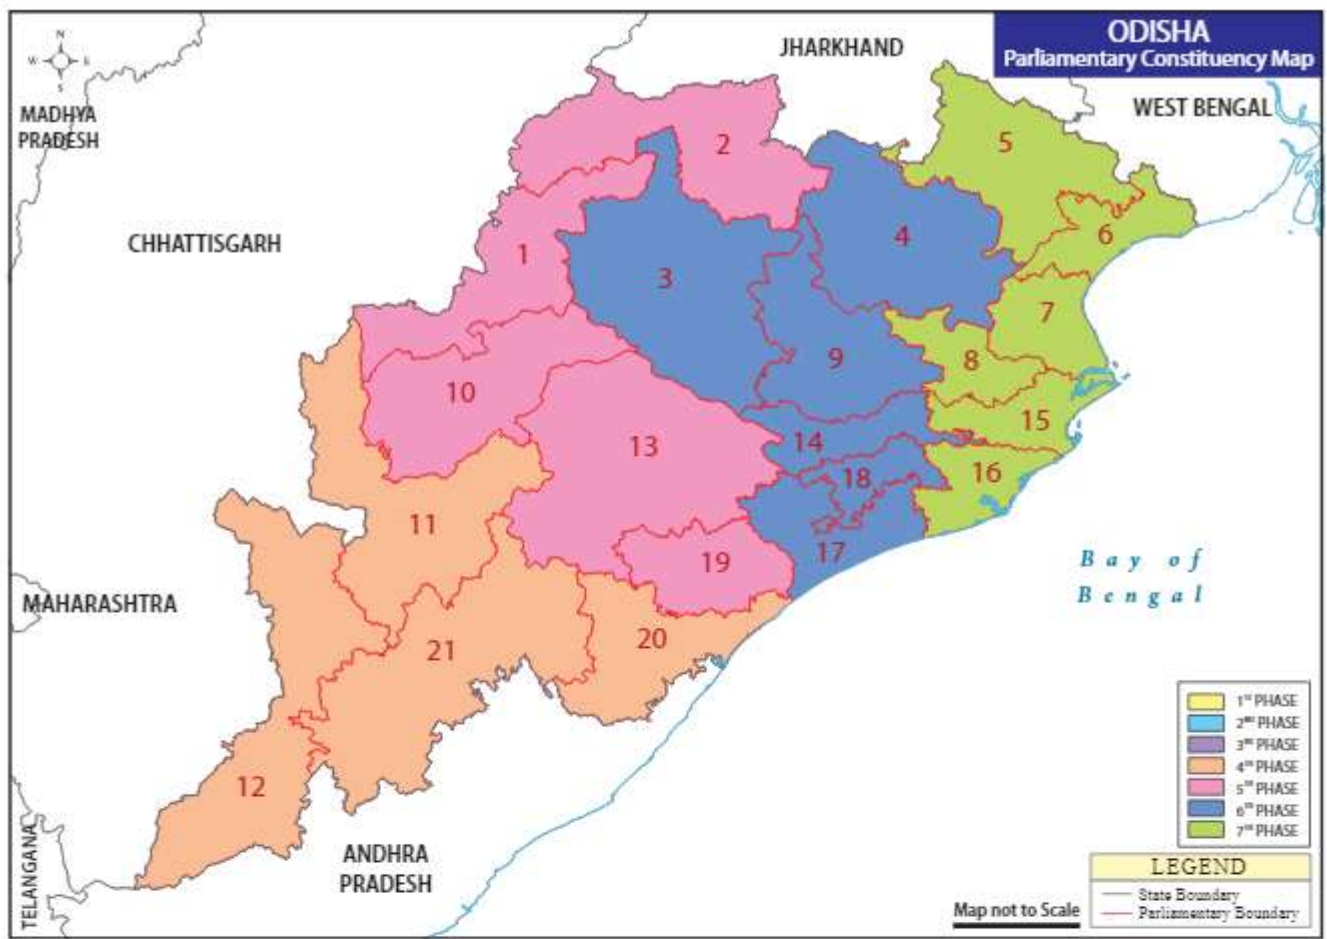 ODISHA
Parliamentary Constituency Map
N
W
E
S
JHARKHAND
WEST BENGAL
MADHYA
PRADESH
CHHATTISGARH
MAHARASHTRA
TELANGANA
ANDHRA
PRADESH
Bay of
Bengal
2
5
1
3
4
6
7
8
9
10
13
14
15
16
18
11
17
19
20
21
12
1ST PHASE
2ND PHASE
3RD PHASE
4TH PHASE
5TH PHASE
6TH PHASE
7TH PHASE
LEGEND
State Boundary
Parliamentary Boundary
Map not to Scale